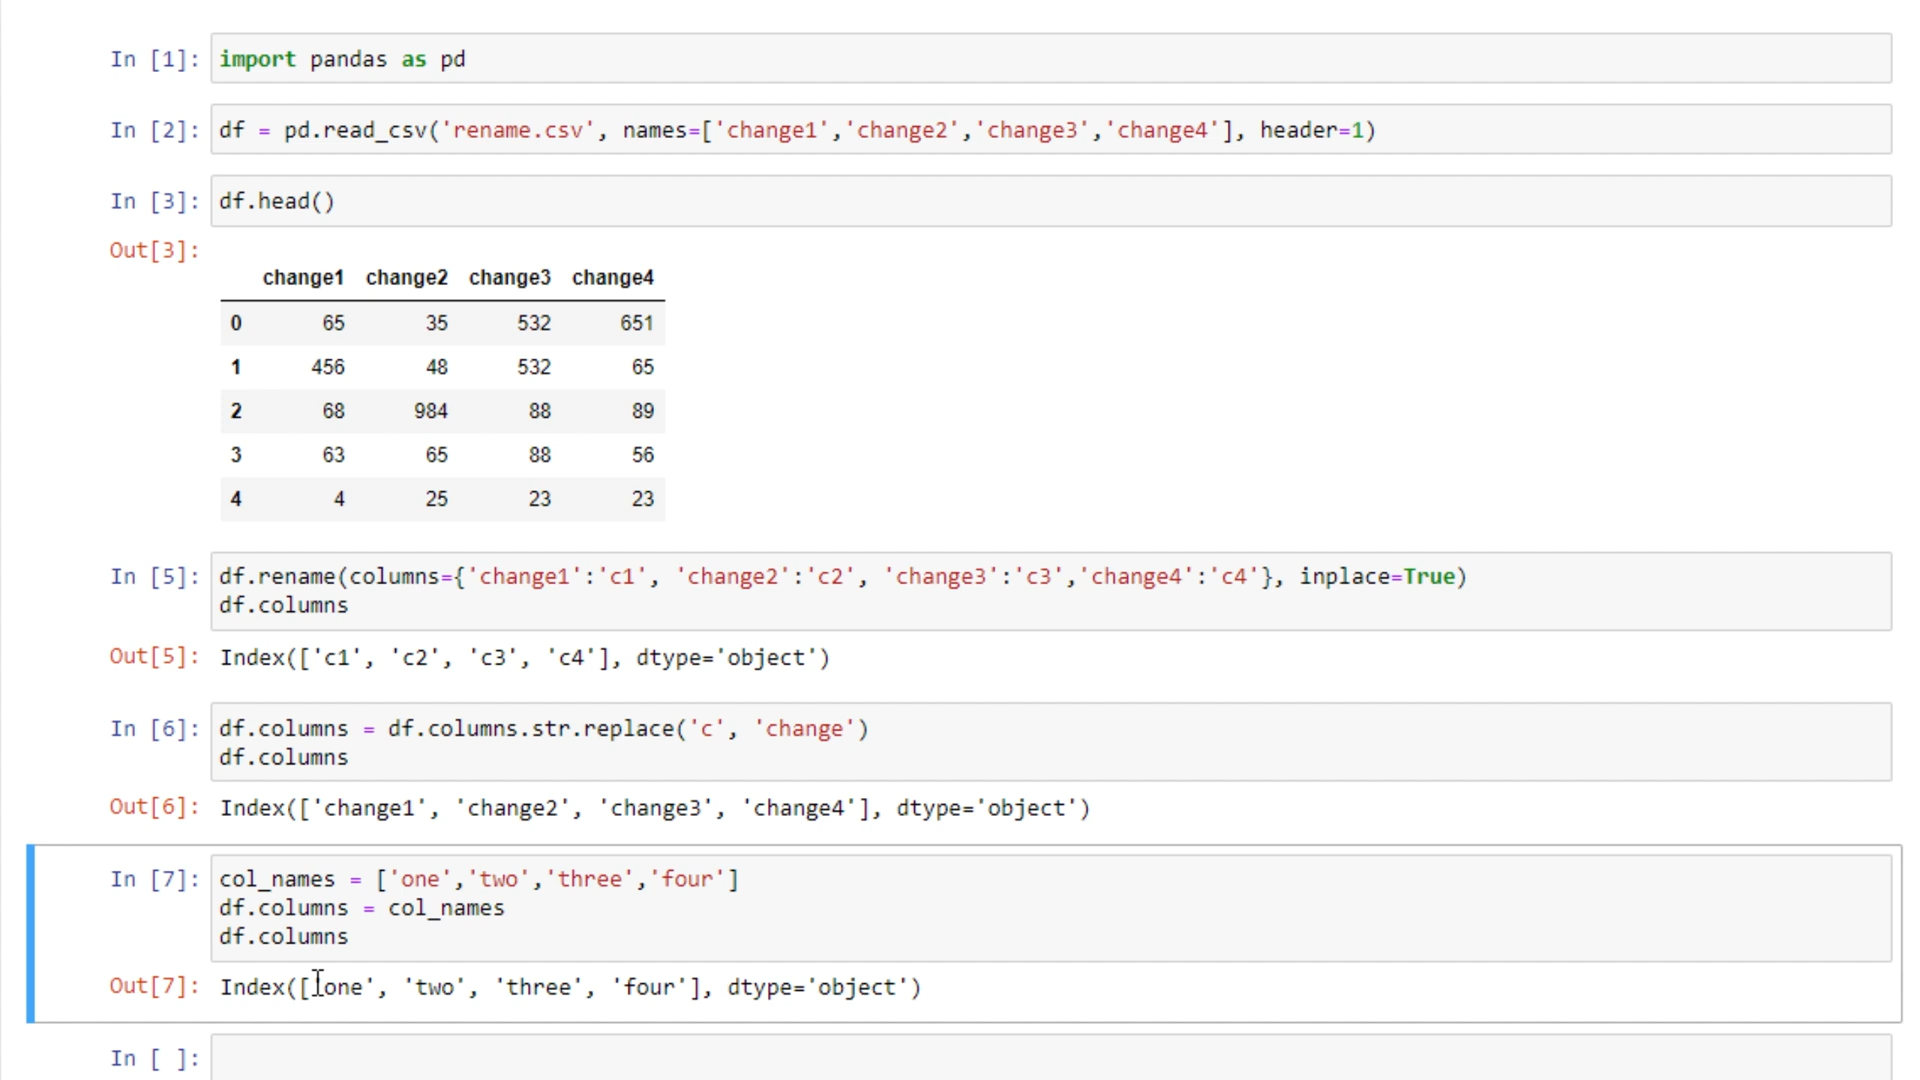 In [1]: import pandas as pd
In [2]: df = pd.read_csv('rename.csv', names=['change1','change2','change3','change4'], header=1)
In [3]: df.head()
Out[3]:
change1 change2 change3 change4
0 65 35 532 651
1 456 48 532 65
2 68 984 88 89
3 63 65 88 56
4 4 25 23 23
In [5]: df.rename(columns={'change1':'c1', 'change2':'c2', 'change3':'c3','change4':'c4'}, inplace=True)
df.columns
Out[5]: Index(['c1', 'c2', 'c3', 'c4'], dtype='object')
In [6]: df.columns = df.columns.str.replace('c', 'change')
df.columns
Out[6]: Index(['change1', 'change2', 'change3', 'change4'], dtype='object')
In [7]: col_names = ['one','two','three','four']
df.columns = col_names
df.columns
Out[7]: Index(['one', 'two', 'three', 'four'], dtype='object')
In [ ]: